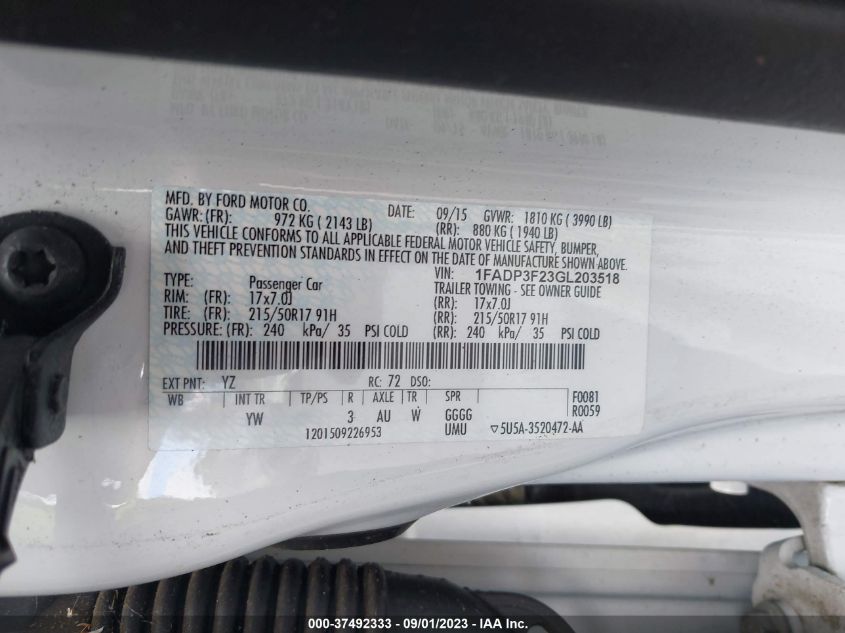 MFD. BY FORD MOTOR CO. DATE: 09/15 GVWR: 1810 KG ( 3990 LB)
GAWR: (FR): 972 KG ( 2143 LB) (RR): 880 KG ( 1940 LB)
THIS VEHICLE CONFORMS TO ALL APPLICABLE FEDERAL MOTOR VEHICLE SAFETY, BUMPER,
AND THEFT PREVENTION STANDARDS IN EFFECT ON THE DATE OF MANUFACTURE SHOWN ABOVE.
VIN: 1FADP3F23GL203518
TYPE: Passenger Car TRAILER TOWING - SEE OWNER GUIDE
RIM: (FR): 17x7.0J (RR): 17x7.0J
TIRE: (FR): 215/50R17 91H (RR): 215/50R17 91H
PRESSURE: (FR): 240 kPa/ 35 PSI COLD (RR): 240 kPa/ 35 PSI COLD
EXT PNT: YZ RC: 72 DSO:
WB INT TR TP/PS R AXLE TR SPR F0081
YW 3 AU W GGGG R0059
1201509226953 UMU ▽5U5A-3520472-AA
000-37492333 - 09/01/2023 - IAAI.COM